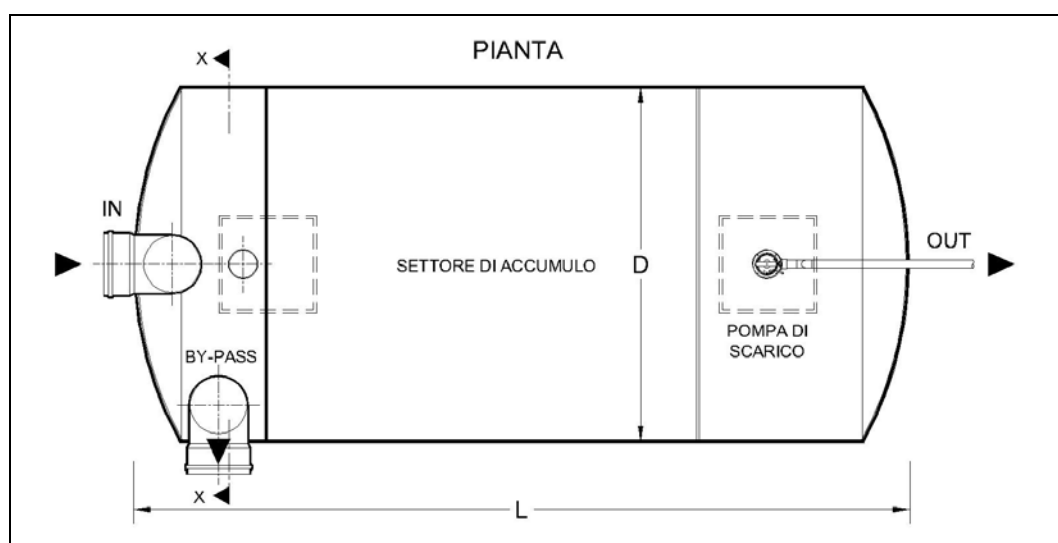 PIANTA
x
IN
OUT
SETTORE DI ACCUMULO
D
POMPA DI
SCARICO
BY-PASS
x
L